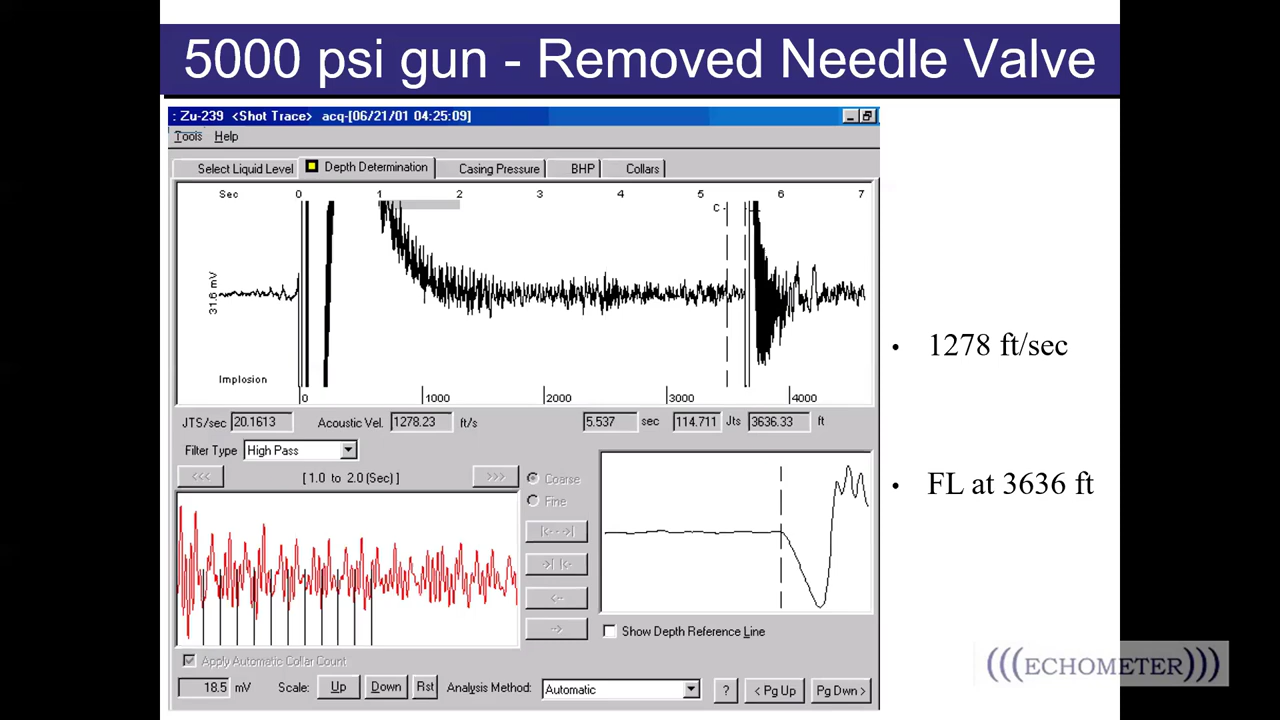 5000 psi gun - Removed Needle Valve
: Zu-239 <Shot Trace> acq-[06/21/01 04:25:09]
Tools Help
Select Liquid Level Depth Determination Casing Pressure BHP Collars
Sec 0 1 2 3 4 5 6 7
C
31.6 mV
Implosion
0 1000 2000 3000 4000
JTS/sec 20.1613 Acoustic Vel. 1278.23 ft/s 5.537 sec 114.711 Jts 3636.33 ft
Filter Type High Pass
<<< [ 1.0 to 2.0 (Sec) ] >>>
Coarse
Fine
|<--->|
>| |<
<--
-->
Show Depth Reference Line
Apply Automatic Collar Count
18.5 mV Scale: Up Down Rst Analysis Method: Automatic ? < Pg Up Pg Dwn >
• 1278 ft/sec
• FL at 3636 ft
(((ECHOMETER)))